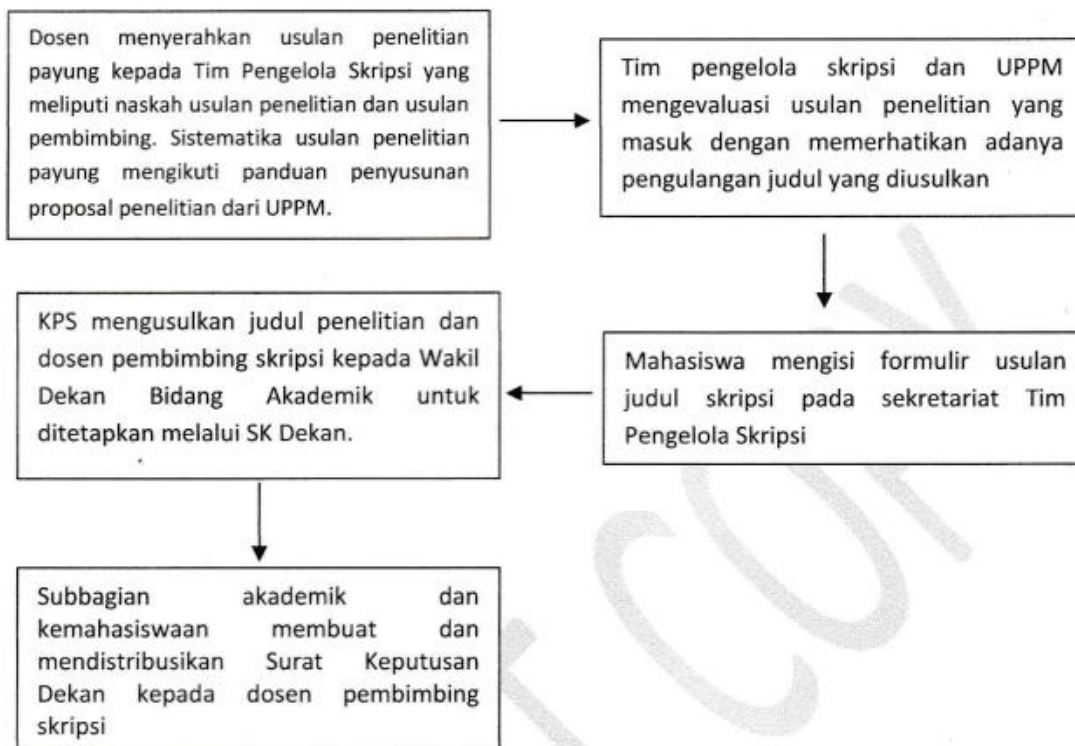 Dosen menyerahkan usulan penelitian
payung kepada Tim Pengelola Skripsi yang
meliputi naskah usulan penelitian dan usulan
pembimbing. Sistematika usulan penelitian
payung mengikuti panduan penyusunan
proposal penelitian dari UPPM.
Tim pengelola skripsi dan UPPM
mengevaluasi usulan penelitian yang
masuk dengan memerhatikan adanya
pengulangan judul yang diusulkan
Mahasiswa mengisi formulir usulan
judul skripsi pada sekretariat Tim
Pengelola Skripsi
KPS mengusulkan judul penelitian dan
dosen pembimbing skripsi kepada Wakil
Dekan Bidang Akademik untuk
ditetapkan melalui SK Dekan.
Subbagian akademik dan
kemahasiswaan membuat dan
mendistribusikan Surat Keputusan
Dekan kepada dosen pembimbing
skripsi
T COPY